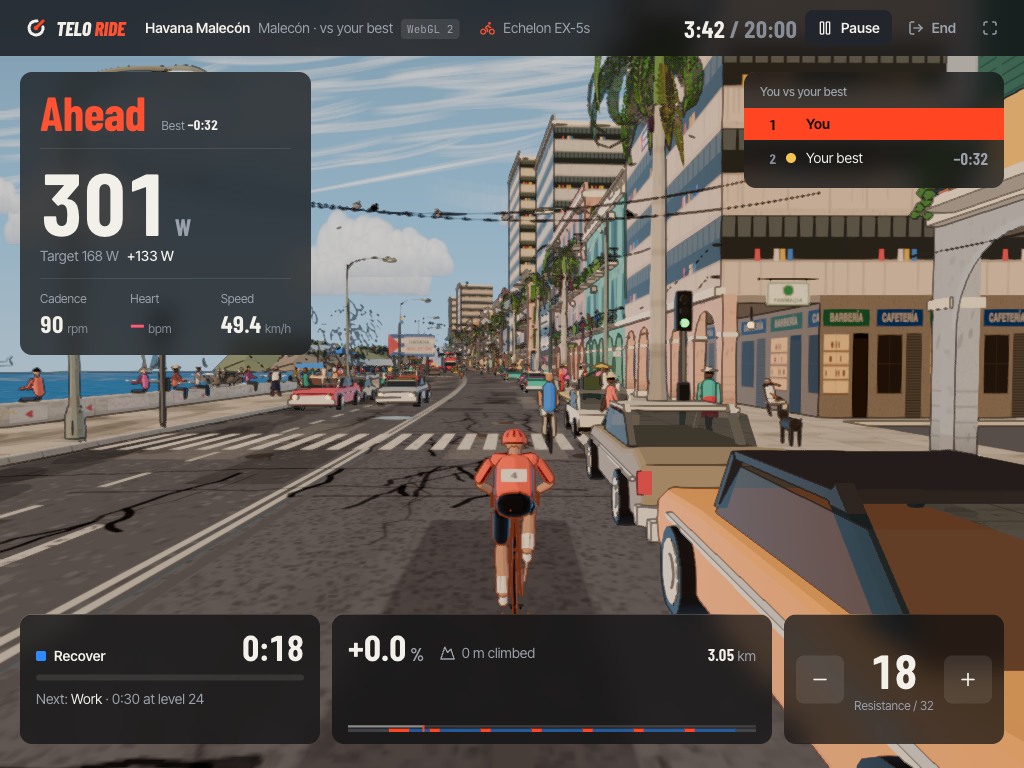 TELO RIDE Havana Malecón Malecón · vs your best WebGL 2 Echelon EX-5s 3:42 / 20:00 Pause End
Ahead Best −0:32
301 W
Target 168 W +133 W
Cadence Heart Speed
90 rpm – bpm 49.4 km/h
You vs your best
1 You
2 Your best −0:32
BARBERÍA CAFETERÍA
4
Recover 0:18
Next: Work · 0:30 at level 24
+0.0 % 0 m climbed 3.05 km
− 18 +
Resistance / 32